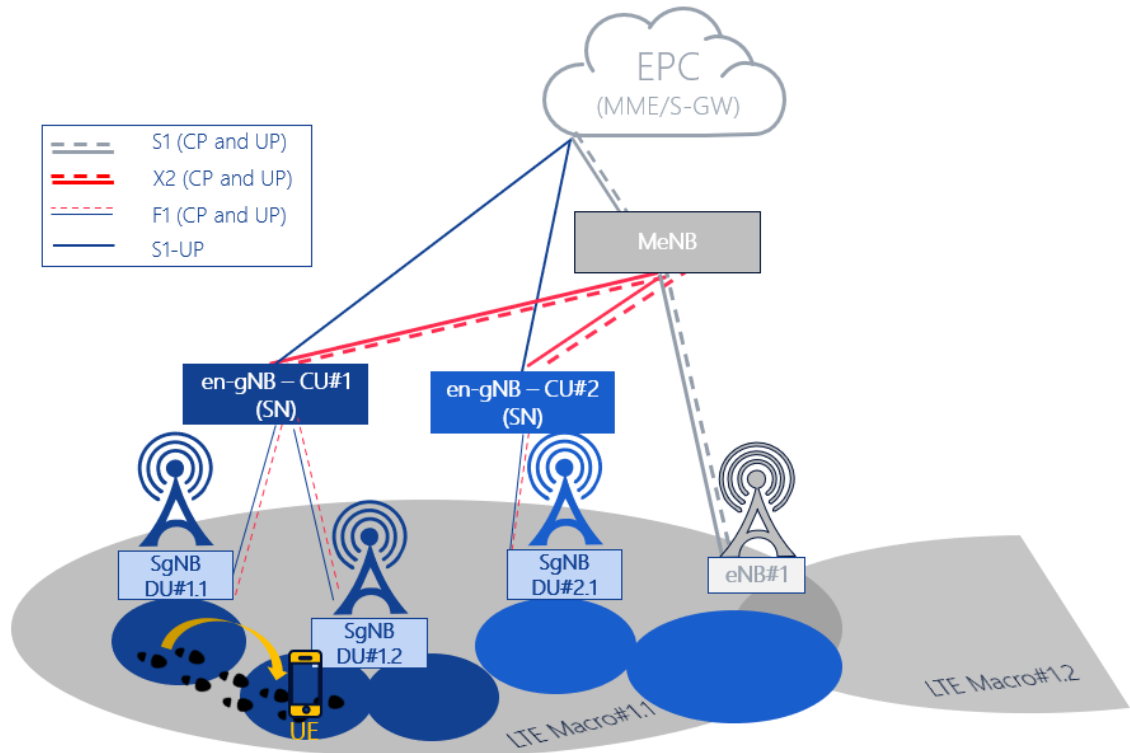 EPC
(MME/S-GW)
S1 (CP and UP)
X2 (CP and UP)
F1 (CP and UP)
S1-UP
MeNB
en-gNB – CU#1
(SN)
en-gNB – CU#2
(SN)
SgNB
DU#1.1
SgNB
DU#2.1
eNB#1
SgNB
DU#1.2
UE
LTE Macro#1.1
LTE Macro#1.2